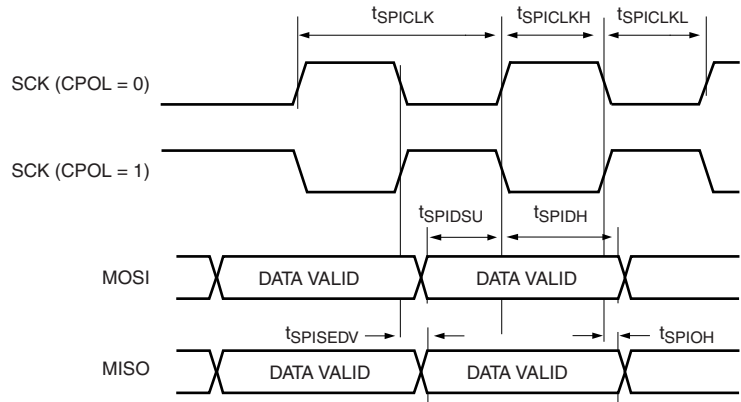 tSPICLK tSPICLKH tSPICLKL
SCK (CPOL = 0)
SCK (CPOL = 1)
tSPIDSU tSPIDH
MOSI DATA VALID DATA VALID
tSPISEDV tSPIOH
MISO DATA VALID DATA VALID